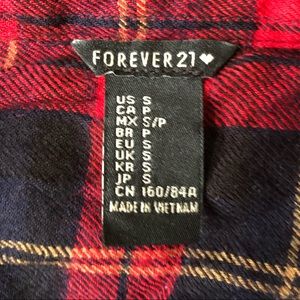 FOREVER 21
US S
CA P
MX S/P
BR P
EU S
UK S
KR S
JP S
CN 160/84A
MADE IN VIETNAM